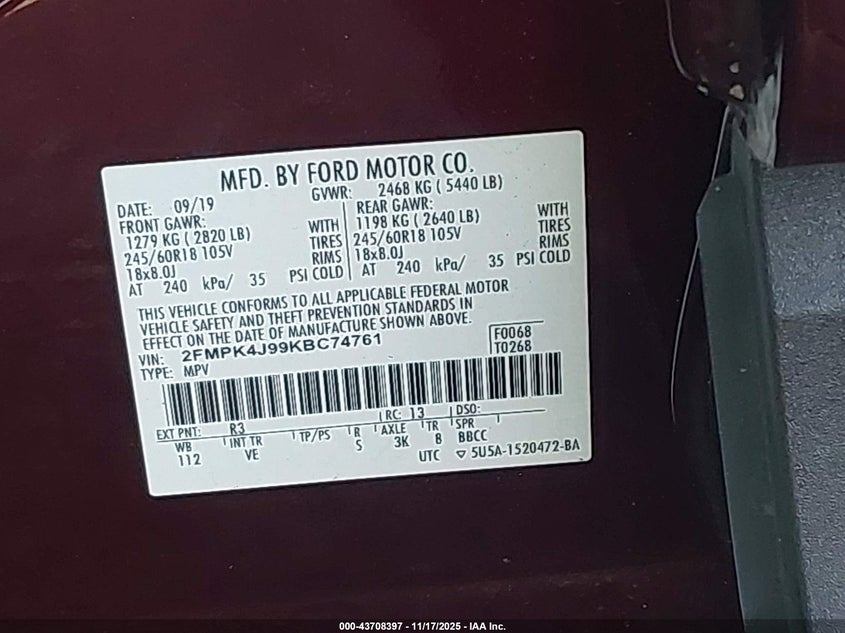 MFD. BY FORD MOTOR CO.
DATE: 09/19 GVWR: 2468 KG ( 5440 LB)
FRONT GAWR: REAR GAWR:
1279 KG ( 2820 LB) WITH 1198 KG ( 2640 LB) WITH
245/60R18 105V TIRES 245/60R18 105V TIRES
18x8.0J RIMS 18x8.0J RIMS
AT 240 kPa/ 35 PSI COLD AT 240 kPa/ 35 PSI COLD
THIS VEHICLE CONFORMS TO ALL APPLICABLE FEDERAL MOTOR
VEHICLE SAFETY AND THEFT PREVENTION STANDARDS IN
EFFECT ON THE DATE OF MANUFACTURE SHOWN ABOVE.
VIN: 2FMPK4J99KBC74761 F0068
TYPE: MPV T0268
EXT PNT: R3 RC: 13 DSO:
WB INT TR TP/PS R AXLE TR SPR
112 VE S 3K 8 BBCC
UTC 5U5A-1520472-BA
000-43708397 - 11/17/2025 - IAA Inc.